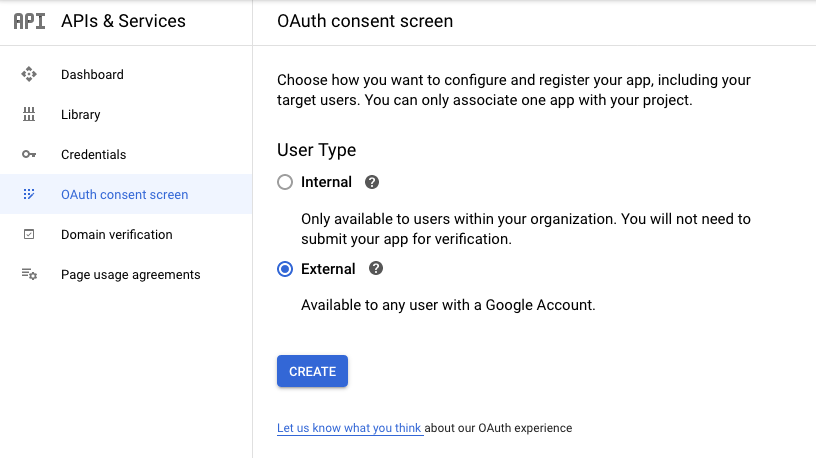 API APIs & Services
OAuth consent screen
Dashboard
Library
Credentials
OAuth consent screen
Domain verification
Page usage agreements
Choose how you want to configure and register your app, including your
target users. You can only associate one app with your project.
User Type
Internal ?
Only available to users within your organization. You will not need to
submit your app for verification.
External ?
Available to any user with a Google Account.
CREATE
Let us know what you think about our OAuth experience